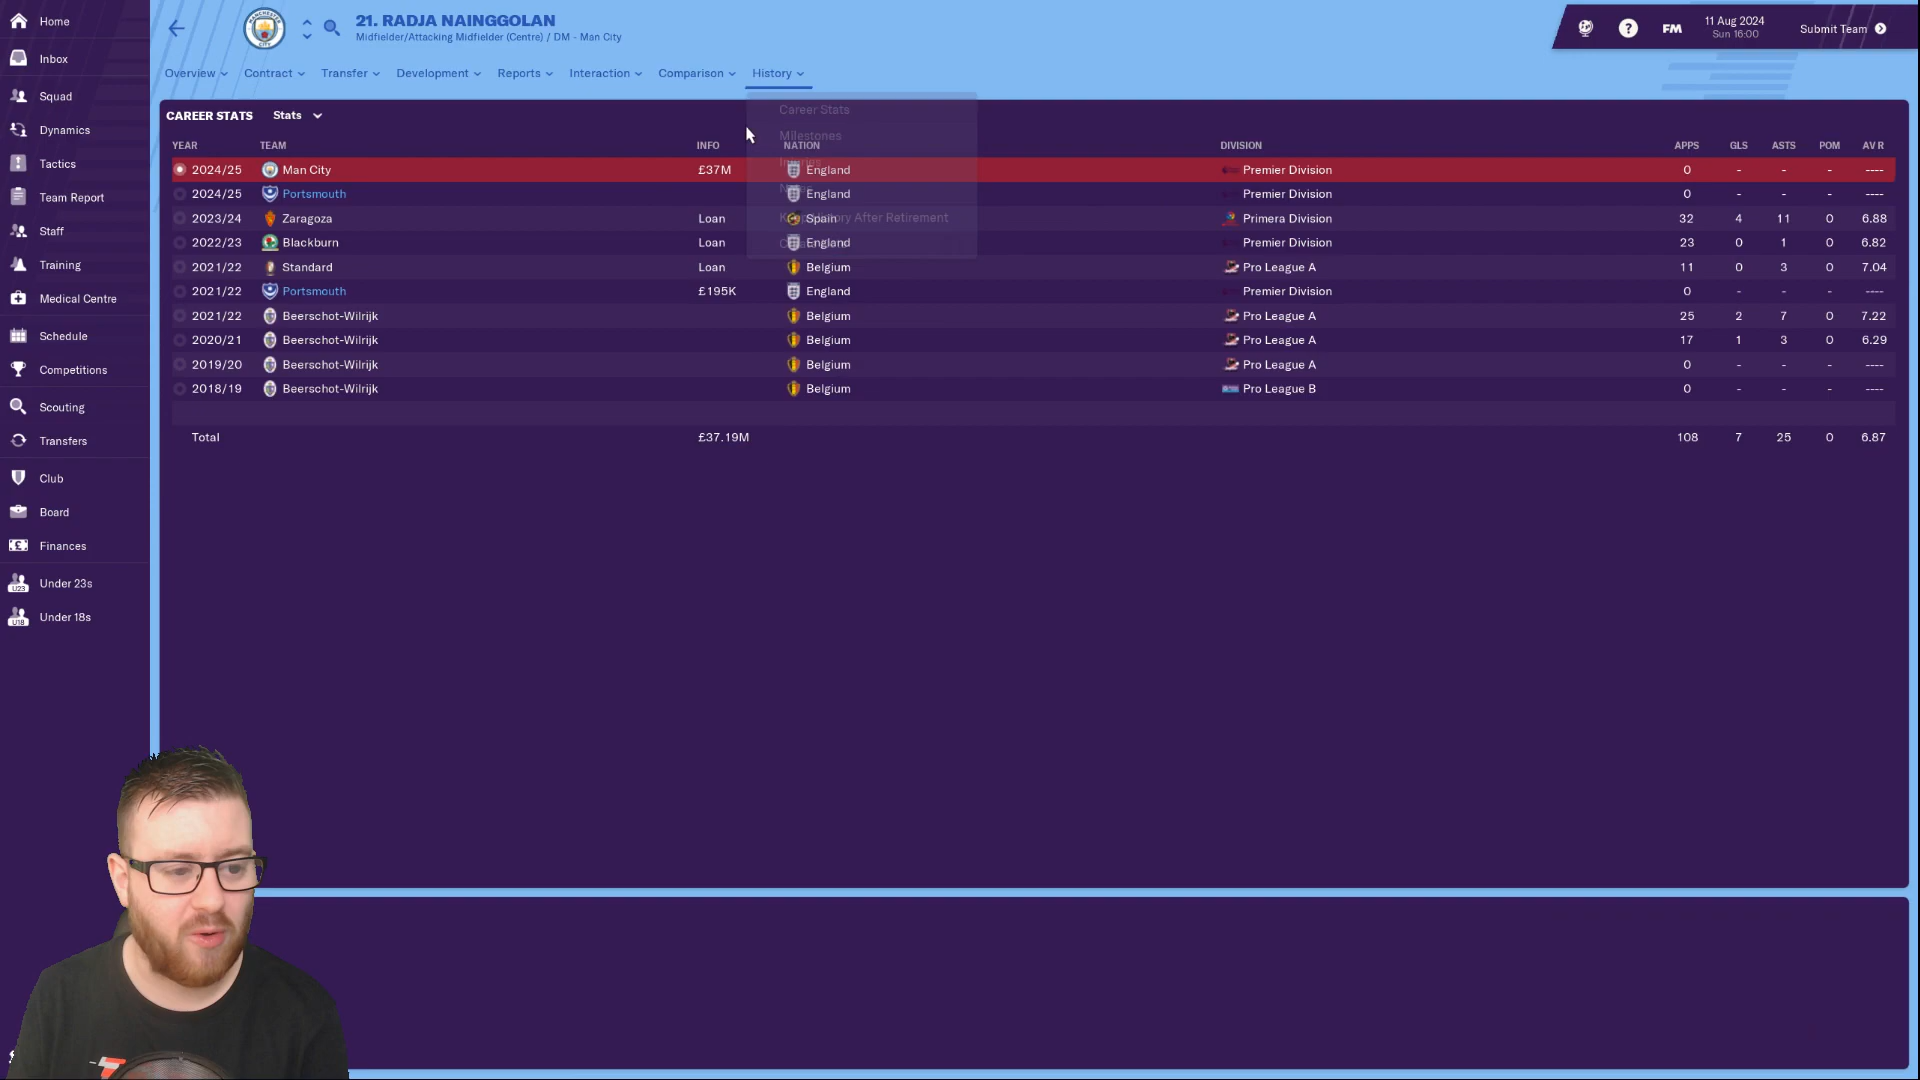 Home
Inbox
Squad
Dynamics
Tactics
Team Report
Staff
Training
Medical Centre
Schedule
Competitions
Scouting
Transfers
Club
Board
Finances
U23 Under 23s
U18 Under 18s
MANCHESTER CITY
21. RADJA NAINGGOLAN
Midfielder/Attacking Midfielder (Centre) / DM - Man City
? FM 11 Aug 2024 Submit Team
Sun 16:00
Overview Contract Transfer Development Reports Interaction Comparison History
Career Stats
Milestones
After Retirement
CAREER STATS Stats
YEAR TEAM INFO NATION DIVISION APPS GLS ASTS POM AV R
2024/25 Man City £37M England Premier Division 0 - - - ----
2024/25 Portsmouth England Premier Division 0 - - - ----
2023/24 Zaragoza Loan Spain Primera Division 32 4 11 0 6.88
2022/23 Blackburn Loan England Premier Division 23 0 1 0 6.82
2021/22 Standard Loan Belgium Pro League A 11 0 3 0 7.04
2021/22 Portsmouth £195K England Premier Division 0 - - - ----
2021/22 Beerschot-Wilrijk Belgium Pro League A 25 2 7 0 7.22
2020/21 Beerschot-Wilrijk Belgium Pro League A 17 1 3 0 6.29
2019/20 Beerschot-Wilrijk Belgium Pro League A 0 - - - ----
2018/19 Beerschot-Wilrijk Belgium Pro League B 0 - - - ----
Total £37.19M 108 7 25 0 6.87